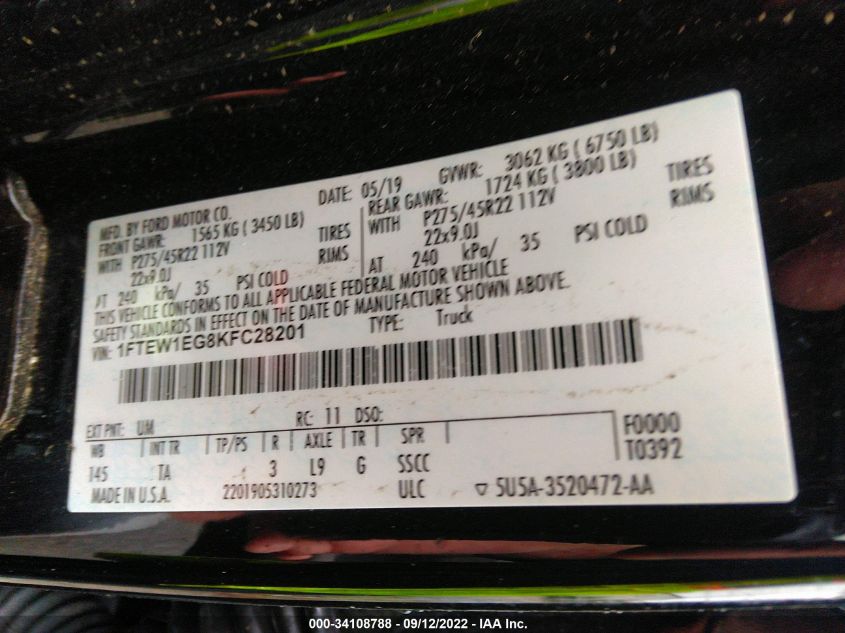 MFD. BY FORD MOTOR CO.
DATE: 05/19 GVWR: 3062 KG ( 6750 LB)
FRONT GAWR: 1565 KG ( 3450 LB) REAR GAWR: 1724 KG ( 3800 LB)
WITH P275/45R22 112V TIRES WITH P275/45R22 112V TIRES
22x9.0J RIMS 22x9.0J RIMS
AT 240 kPa/ 35 PSI COLD AT 240 kPa/ 35 PSI COLD
THIS VEHICLE CONFORMS TO ALL APPLICABLE FEDERAL MOTOR VEHICLE
SAFETY STANDARDS IN EFFECT ON THE DATE OF MANUFACTURE SHOWN ABOVE.
VIN: 1FTEW1EG8KFC28201 TYPE: Truck
EXT PNT: UM RC: 11 DSO:
WB INT TR TP/PS R AXLE TR SPR F0000
145 TA 3 L9 G SSCC T0392
MADE IN U.S.A. 2201905310273 ULC ▽ 5U5A-3520472-AA
000-34108788 - 09/12/2022 - IAA Inc.